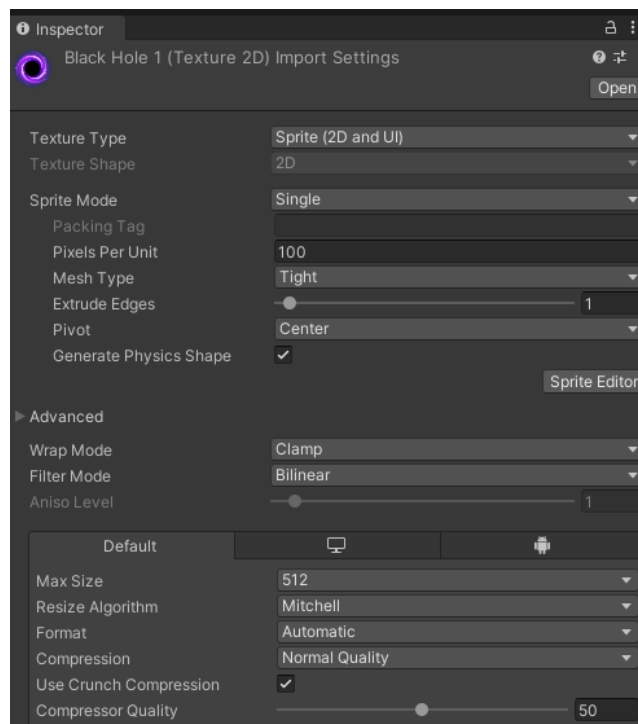 Inspector
Black Hole 1 (Texture 2D) Import Settings
Open
Texture Type Sprite (2D and UI)
Texture Shape 2D
Sprite Mode Single
Packing Tag
Pixels Per Unit 100
Mesh Type Tight
Extrude Edges 1
Pivot Center
Generate Physics Shape
Sprite Editor
Advanced
Wrap Mode Clamp
Filter Mode Bilinear
Aniso Level 1
Default
Max Size 512
Resize Algorithm Mitchell
Format Automatic
Compression Normal Quality
Use Crunch Compression
Compressor Quality 50